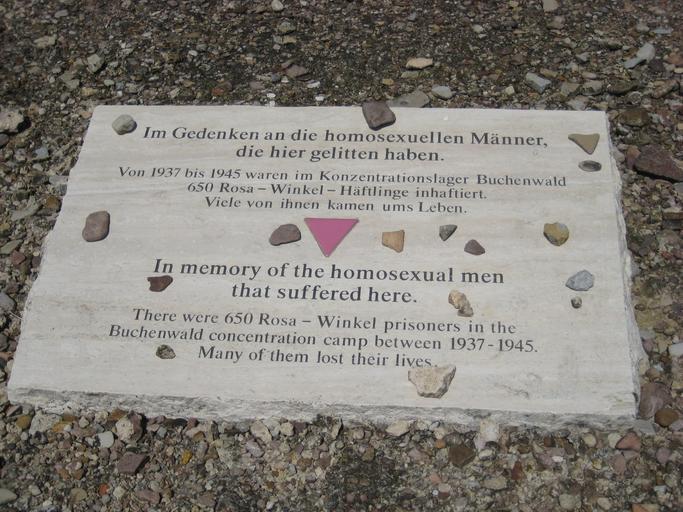 Im Gedenken an die homosexuellen Männer,
die hier gelitten haben.
Von 1937 bis 1945 waren im Konzentrationslager Buchenwald
650 Rosa – Winkel – Häftlinge inhaftiert.
Viele von ihnen kamen ums Leben.
In memory of the homosexual men
that suffered here.
There were 650 Rosa – Winkel prisoners in the
Buchenwald concentration camp between 1937 - 1945.
Many of them lost their lives.